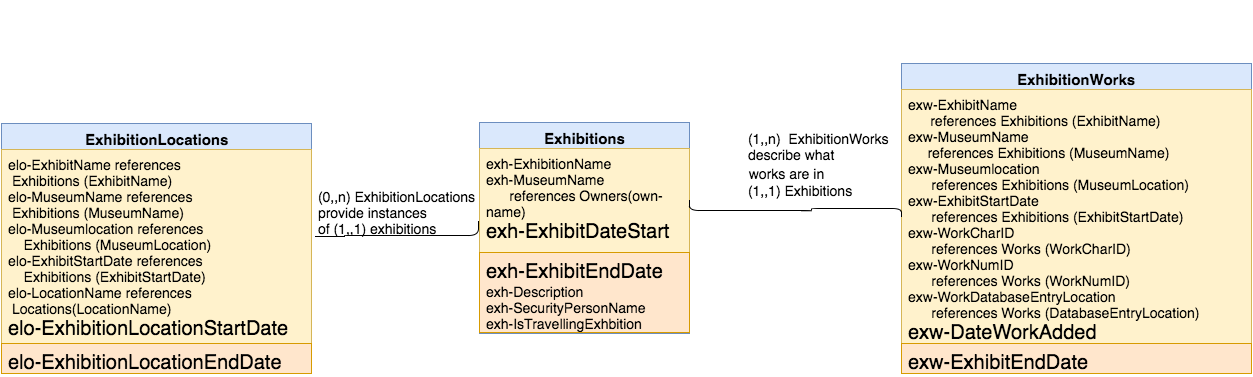 ExhibitionLocations
elo-ExhibitName references
Exhibitions (ExhibitName)
elo-MuseumName references
Exhibitions (MuseumName)
elo-Museumlocation references
Exhibitions (MuseumLocation)
elo-ExhibitStartDate references
Exhibitions (ExhibitStartDate)
elo-LocationName references
Locations(LocationName)
elo-ExhibitionLocationStartDate
elo-ExhibitionLocationEndDate
(0,,n) ExhibitionLocations
provide instances
of (1,,1) exhibitions
Exhibitions
exh-ExhibitionName
exh-MuseumName
references Owners(own-
name)
exh-ExhibitDateStart
exh-ExhibitEndDate
exh-Description
exh-SecurityPersonName
exh-IsTravellingExhbition
(1,,n) ExhibitionWorks
describe what
works are in
(1,,1) Exhibitions
ExhibitionWorks
exw-ExhibitName
references Exhibitions (ExhibitName)
exw-MuseumName
references Exhibitions (MuseumName)
exw-Museumlocation
references Exhibitions (MuseumLocation)
exw-ExhibitStartDate
references Exhibitions (ExhibitStartDate)
exw-WorkCharID
references Works (WorkCharID)
exw-WorkNumID
references Works (WorkNumID)
exw-WorkDatabaseEntryLocation
references Works (DatabaseEntryLocation)
exw-DateWorkAdded
exw-ExhibitEndDate